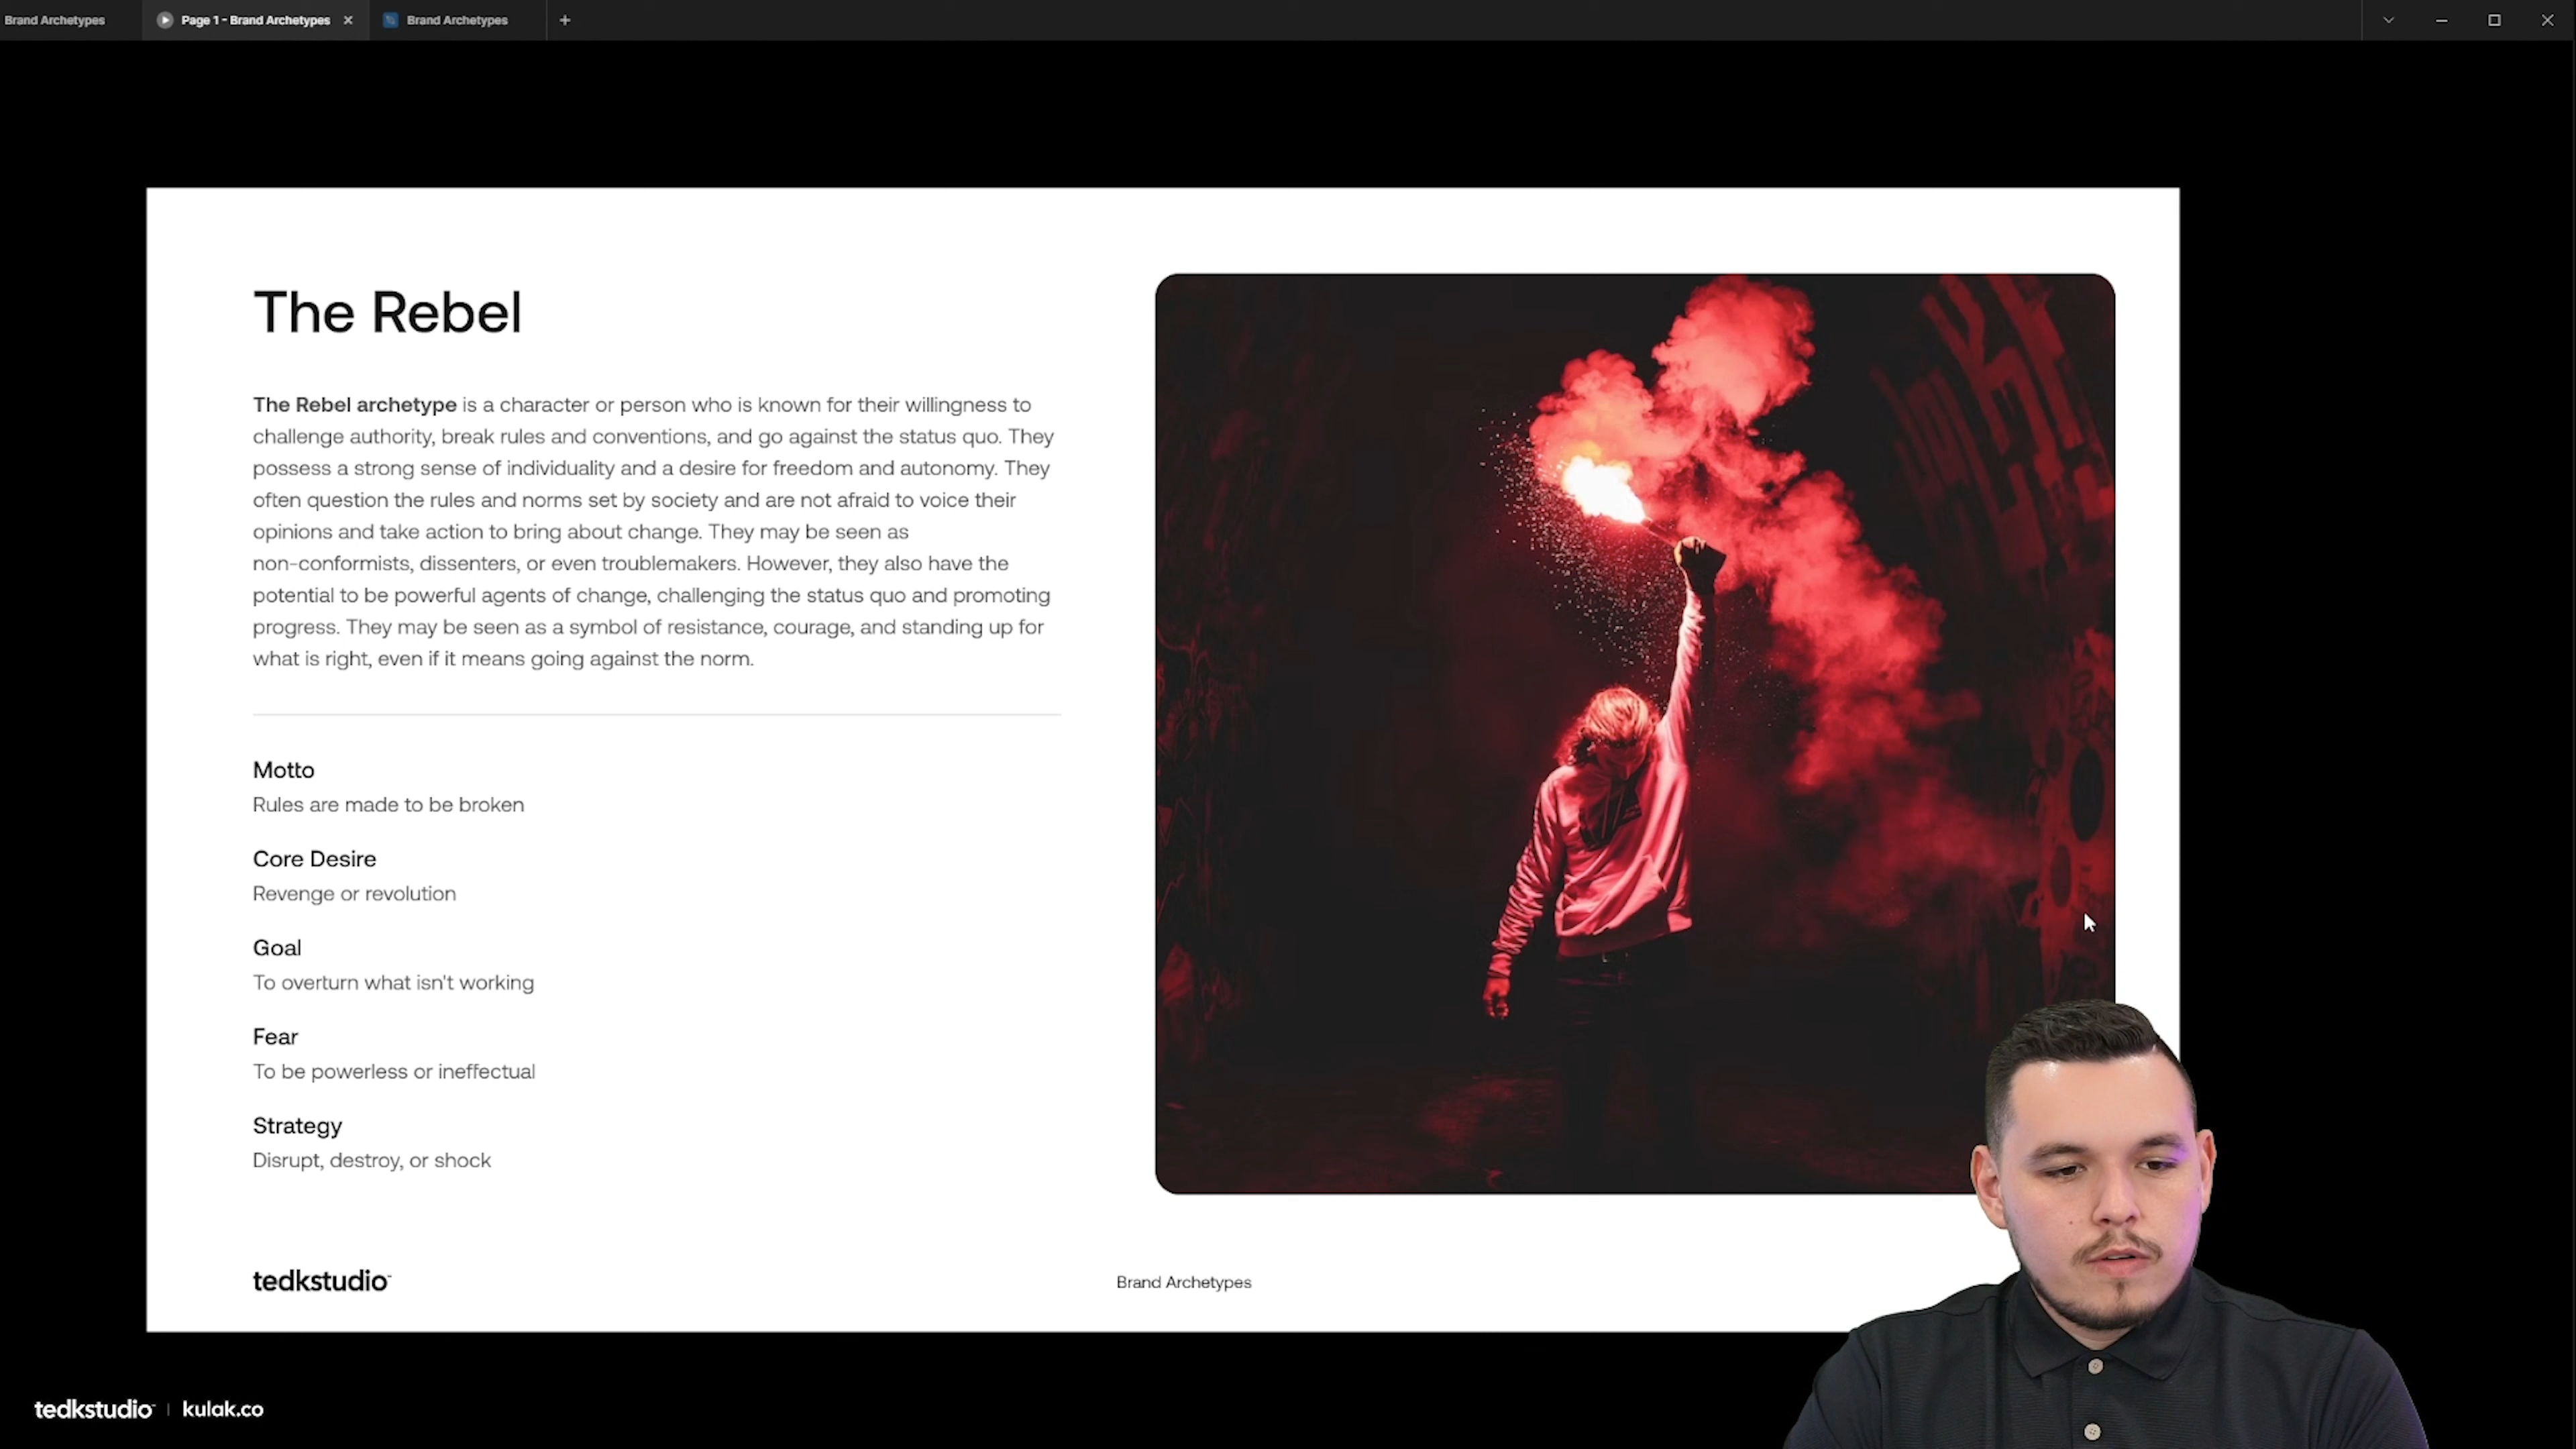 Brand Archetypes
Page 1 - Brand Archetypes
Brand Archetypes
The Rebel
The Rebel archetype is a character or person who is known for their willingness to
challenge authority, break rules and conventions, and go against the status quo. They
possess a strong sense of individuality and a desire for freedom and autonomy. They
often question the rules and norms set by society and are not afraid to voice their
opinions and take action to bring about change. They may be seen as
non-conformists, dissenters, or even troublemakers. However, they also have the
potential to be powerful agents of change, challenging the status quo and promoting
progress. They may be seen as a symbol of resistance, courage, and standing up for
what is right, even if it means going against the norm.
Motto
Rules are made to be broken
Core Desire
Revenge or revolution
Goal
To overturn what isn't working
Fear
To be powerless or ineffectual
Strategy
Disrupt, destroy, or shock
tedkstudio
Brand Archetypes
tedkstudio | kulak.co